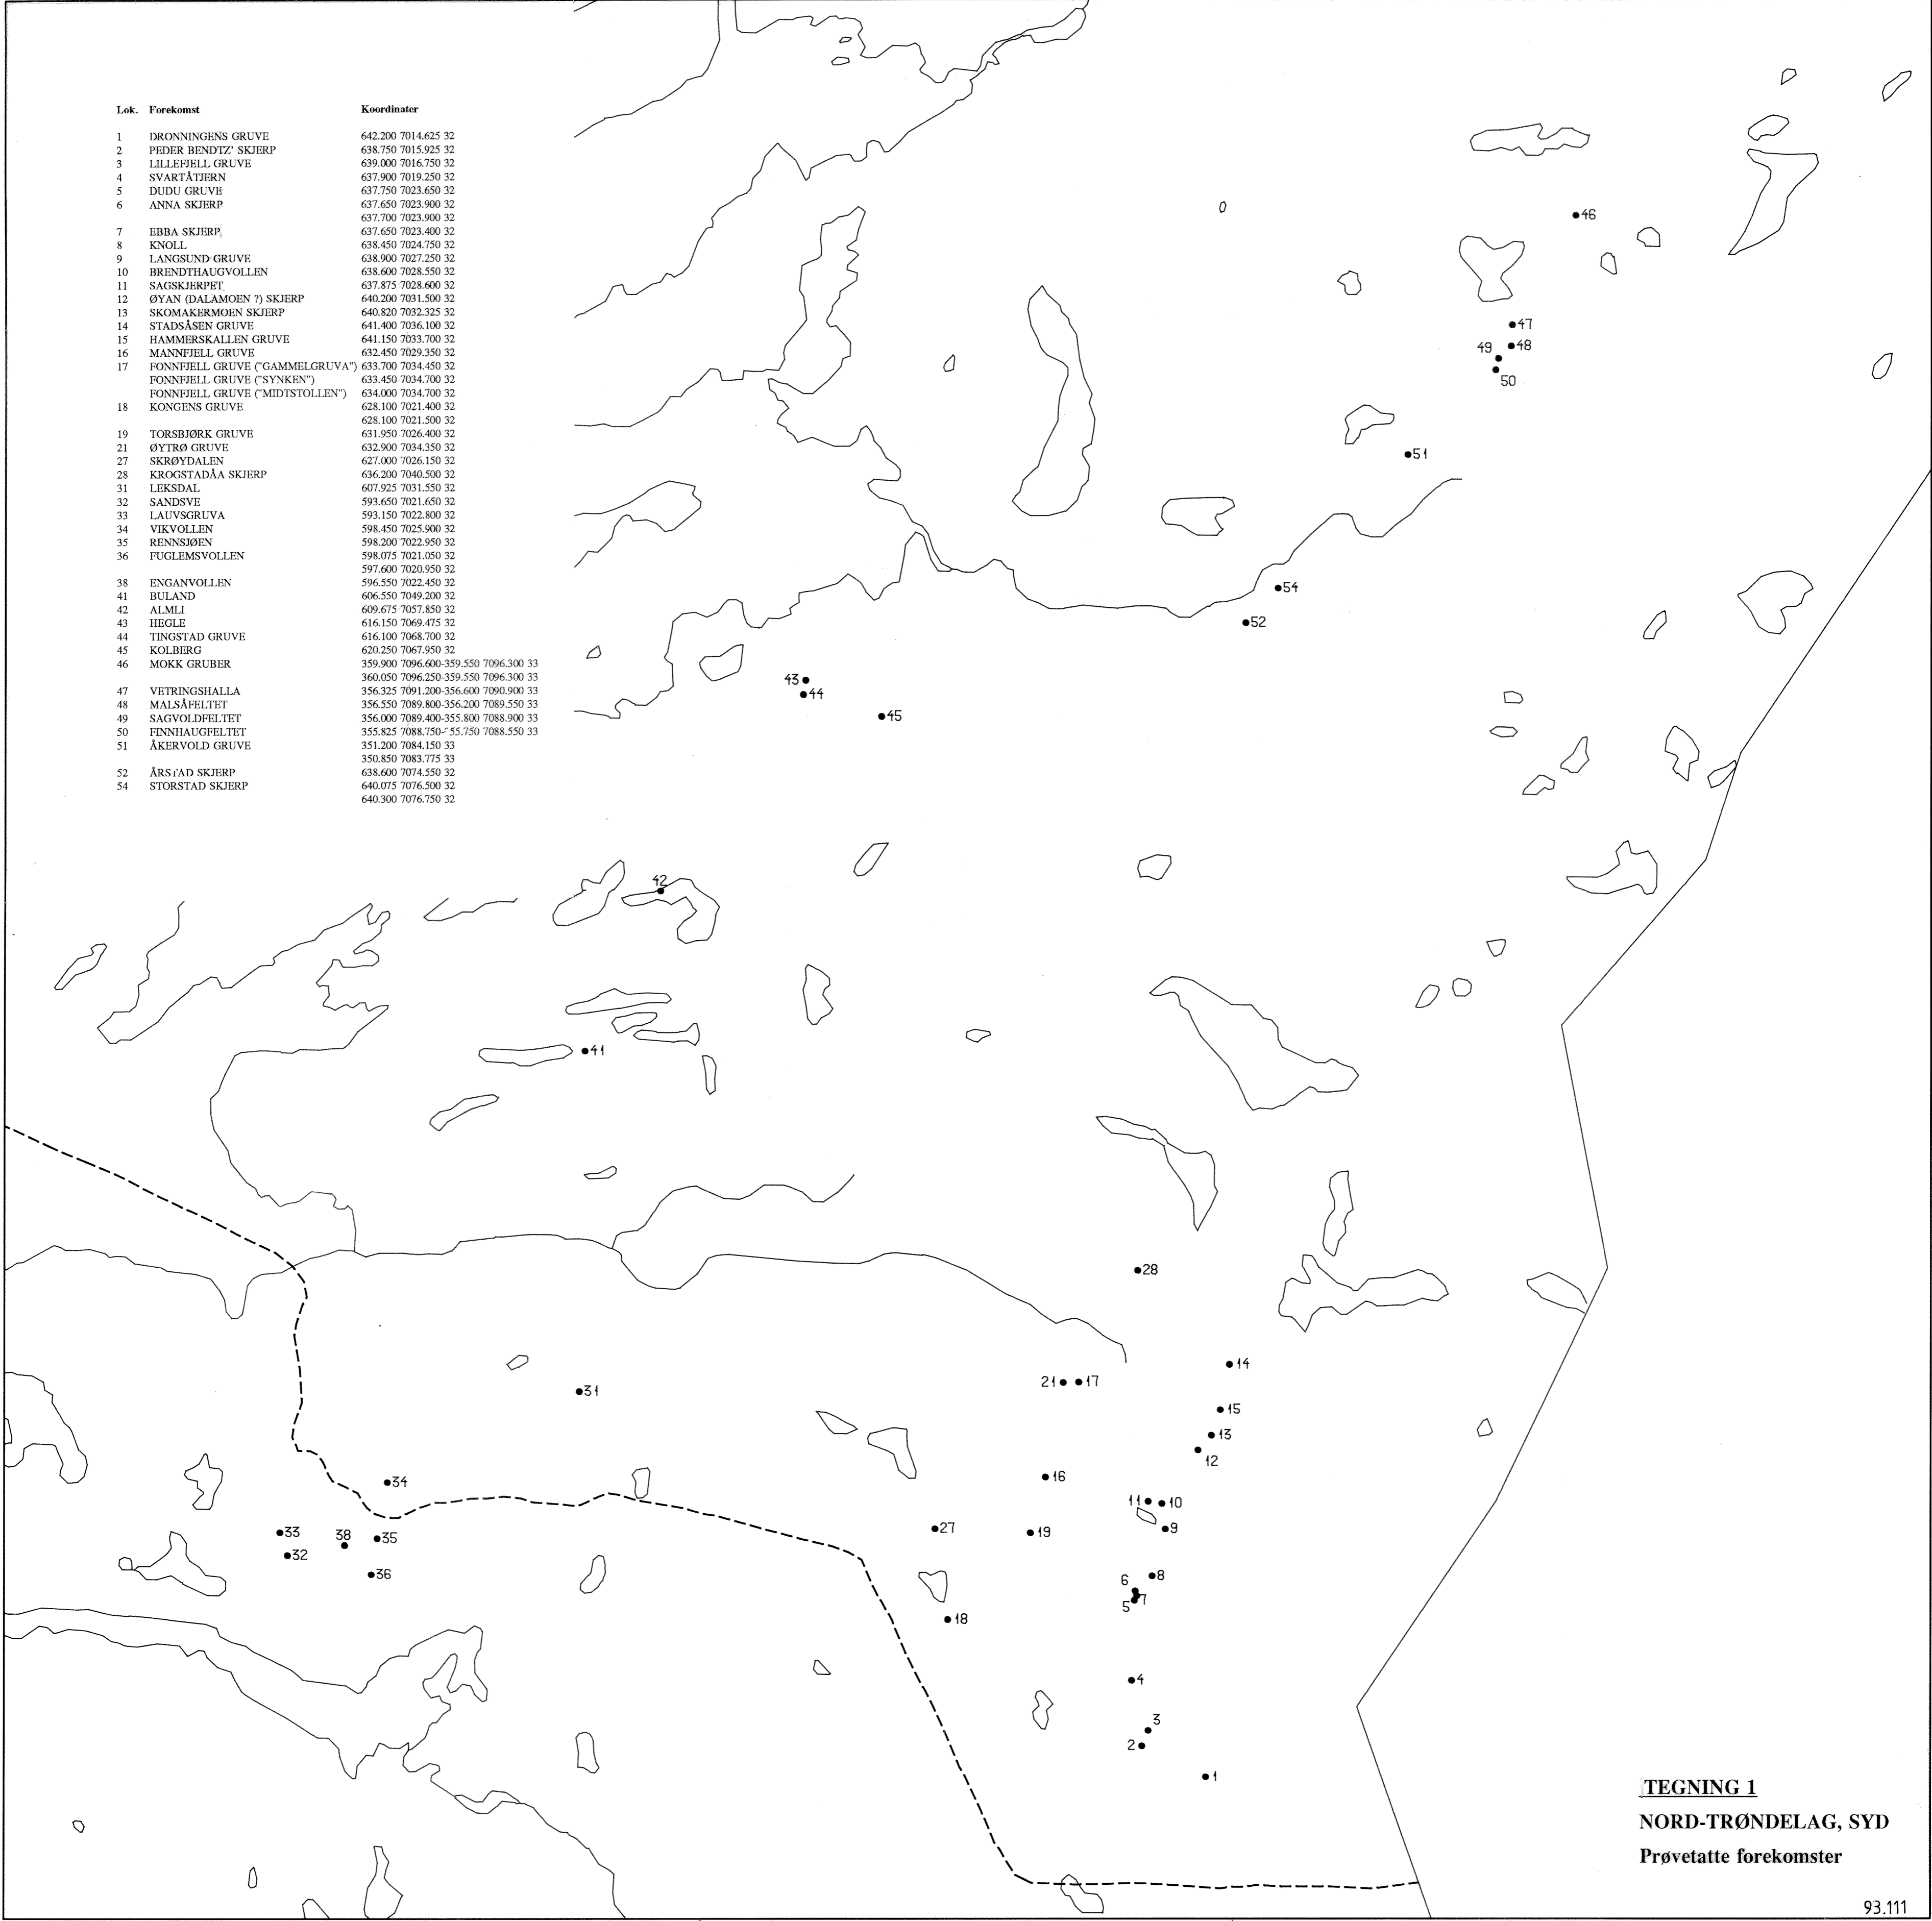 Lok. Forekomst Koordinater
1 DRONNINGENS GRUVE 642.200 7014.625 32
2 PEDER BENDTZ' SKJERP 638.750 7015.925 32
3 LILLEFJELL GRUVE 639.000 7016.750 32
4 SVARTÅTJERN 637.900 7019.250 32
5 DUDU GRUVE 637.750 7023.650 32
6 ANNA SKJERP 637.650 7023.900 32
637.700 7023.900 32
7 EBBA SKJERP 637.650 7023.400 32
8 KNOLL 638.450 7024.750 32
9 LANGSUND GRUVE 638.900 7027.250 32
10 BRENDTHAUGVOLLEN 638.600 7028.550 32
11 SAGSKJERPET 637.875 7028.600 32
12 ØYAN (DALAMOEN ?) SKJERP 640.200 7031.500 32
13 SKOMAKERMOEN SKJERP 640.820 7032.325 32
14 STADSÅSEN GRUVE 641.400 7036.100 32
15 HAMMERSKALLEN GRUVE 641.150 7033.700 32
16 MANNFJELL GRUVE 632.450 7029.350 32
17 FONNFJELL GRUVE ("GAMMELGRUVA") 633.700 7034.450 32
FONNFJELL GRUVE ("SYNKEN") 633.450 7034.700 32
FONNFJELL GRUVE ("MIDTSTOLLEN") 634.000 7034.700 32
18 KONGENS GRUVE 628.100 7021.400 32
628.100 7021.500 32
19 TORSBJØRK GRUVE 631.950 7026.400 32
21 ØYTRØ GRUVE 632.900 7034.350 32
27 SKRØYDALEN 627.000 7026.150 32
28 KROGSTADÅA SKJERP 636.200 7040.500 32
31 LEKSDAL 607.925 7031.550 32
32 SANDSVE 593.650 7021.650 32
33 LAUVSGRUVA 593.150 7022.800 32
34 VIKVOLLEN 598.450 7025.900 32
35 RENNSJØEN 598.200 7022.950 32
36 FUGLEMSVOLLEN 598.075 7021.050 32
597.600 7020.950 32
38 ENGANVOLLEN 596.550 7022.450 32
41 BULAND 606.550 7049.200 32
42 ALMLI 609.675 7057.850 32
43 HEGLE 616.150 7069.475 32
44 TINGSTAD GRUVE 616.100 7068.700 32
45 KOLBERG 620.250 7067.950 32
46 MOKK GRUBER 359.900 7096.600-359.550 7096.300 33
360.050 7096.250-359.550 7096.300 33
47 VETRINGSHALLA 356.325 7091.200-356.600 7090.900 33
48 MALSÅFELTET 356.550 7089.800-356.200 7089.550 33
49 SAGVOLDFELTET 356.000 7089.400-355.800 7088.900 33
50 FINNHAUGFELTET 355.825 7088.750- 55.750 7088.550 33
51 ÅKERVOLD GRUVE 351.200 7084.150 33
350.850 7083.775 33
52 ÅRSTAD SKJERP 638.600 7074.550 32
54 STORSTAD SKJERP 640.075 7076.500 32
640.300 7076.750 32
46
47
49 48
50
51
54
52
43
44
45
42
41
28
14
21 17
31
15
13
12
16
34
11 10
27 19 9
33 38 35
32
36
6 8
7
5
18
4
3
2
1
TEGNING 1
NORD-TRØNDELAG, SYD
Prøvetatte forekomster
93.111